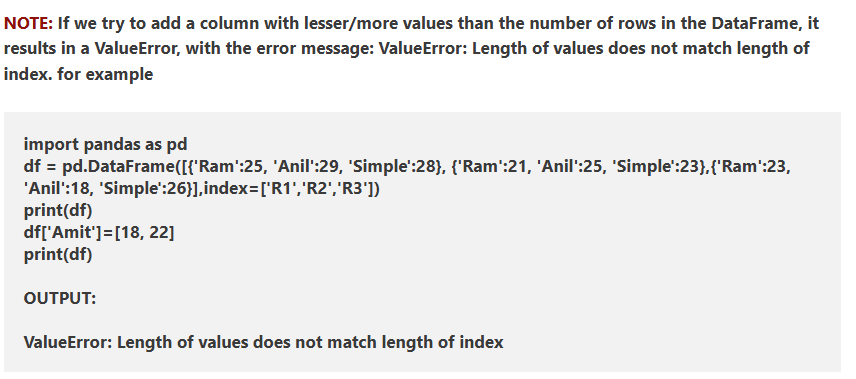 NOTE: If we try to add a column with lesser/more values than the number of rows in the DataFrame, it
results in a ValueError, with the error message: ValueError: Length of values does not match length of
index. for example
import pandas as pd
df = pd.DataFrame([{'Ram':25, 'Anil':29, 'Simple':28}, {'Ram':21, 'Anil':25, 'Simple':23},{'Ram':23,
'Anil':18, 'Simple':26}],index=['R1','R2','R3'])
print(df)
df['Amit']=[18, 22]
print(df)
OUTPUT:
ValueError: Length of values does not match length of index